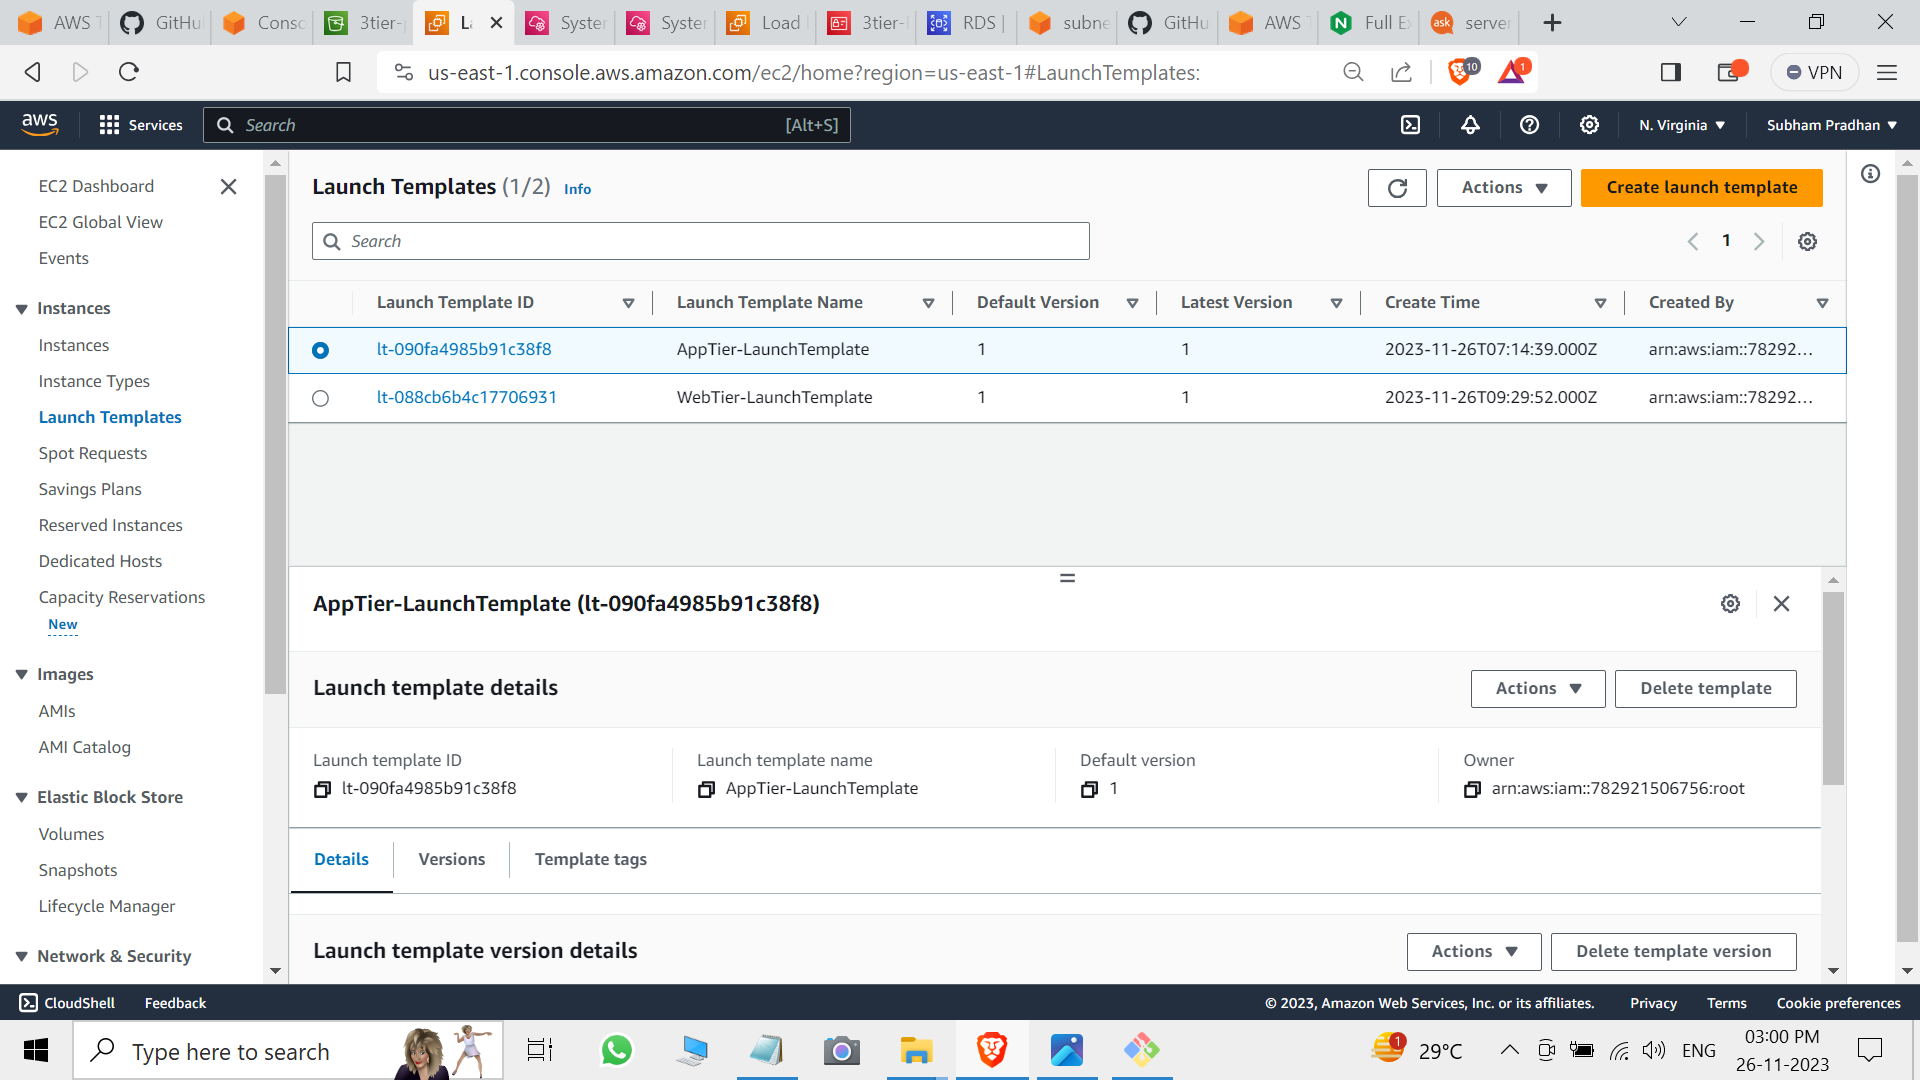 AWS T
GitHu
Conso
3tier-
La
Syster
Syster
Load
3tier-
RDS |
subne
GitHu
AWS T
Full Ex
ask
server
us-east-1.console.aws.amazon.com/ec2/home?region=us-east-1#LaunchTemplates:
10
1
VPN
aws
Services
Search
[Alt+S]
N. Virginia
Subham Pradhan
EC2 Dashboard
EC2 Global View
Events
Instances
Instances
Instance Types
Launch Templates
Spot Requests
Savings Plans
Reserved Instances
Dedicated Hosts
Capacity Reservations
New
Images
AMIs
AMI Catalog
Elastic Block Store
Volumes
Snapshots
Lifecycle Manager
Network & Security
Launch Templates (1/2) Info
Actions
Create launch template
Search
1
Launch Template ID Launch Template Name Default Version Latest Version Create Time Created By
lt-090fa4985b91c38f8 AppTier-LaunchTemplate 1 1 2023-11-26T07:14:39.000Z arn:aws:iam::78292...
lt-088cb6b4c17706931 WebTier-LaunchTemplate 1 1 2023-11-26T09:29:52.000Z arn:aws:iam::78292...
AppTier-LaunchTemplate (lt-090fa4985b91c38f8)
Launch template details
Actions
Delete template
Launch template ID Launch template name Default version Owner
lt-090fa4985b91c38f8 AppTier-LaunchTemplate 1 arn:aws:iam::782921506756:root
Details Versions Template tags
Launch template version details
Actions
Delete template version
CloudShell Feedback
© 2023, Amazon Web Services, Inc. or its affiliates. Privacy Terms Cookie preferences
Type here to search
1
29°C
ENG
03:00 PM
26-11-2023